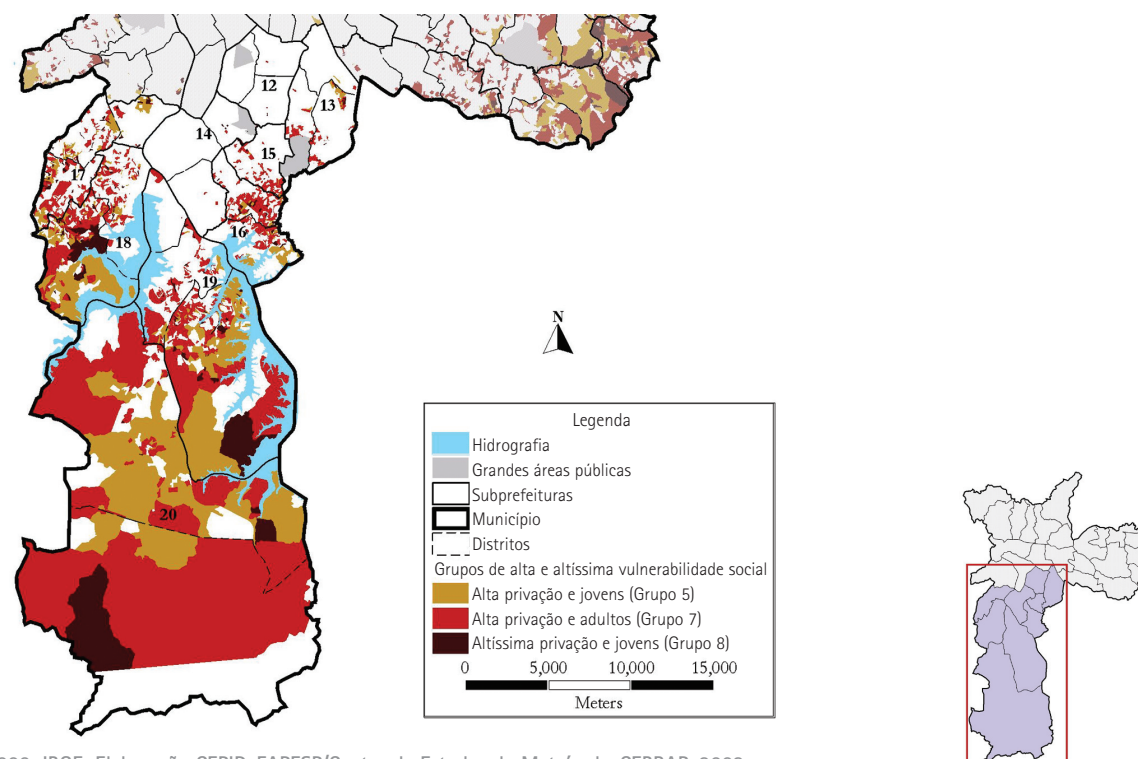 12
13
14
15
17
16
18
19
N
20
Legenda
Hidrografia
Grandes áreas públicas
Subprefeituras
Município
Distritos
Grupos de alta e altíssima vulnerabilidade social
Alta privação e jovens (Grupo 5)
Alta privação e adultos (Grupo 7)
Altíssima privação e jovens (Grupo 8)
0 5,000 10,000 15,000
Meters